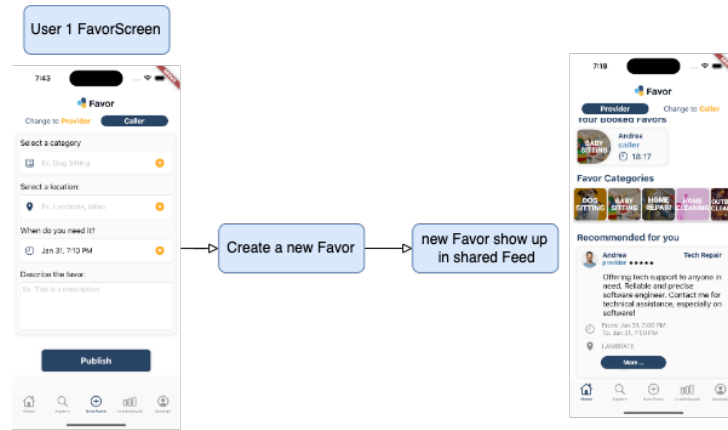 User 1 FavorScreen
7:43
Favor
Change to Provider
Caller
Select a category
Ex. Dog Sitting
Select a location:
Ex. Lambrate, Milan
When do you need it?
Jan 31, 7:10 PM
Describe the favor:
Ex. This is a description
Publish
Home
Explore
New Favor
Leaderboard
Account
Create a new Favor
new Favor show up
in shared Feed
7:18
Favor
Provider
Change to Caller
Your Booked Favors
BABY
SITTING
Andrea
caller
18:17
Favor Categories
DOG
SITTING
BABY
SITTING
HOME
REPAIR
HOME
CLEANING
Recommended for you
Andrea
provider ★★★★★
Tech Repair
Offering tech support to anyone in
need. Reliable and precise
software engineer. Contact me for
technical assistance, especially on
software!
From: Jan 31, 7:00 PM
To: Jan 31, 7:00 PM
LAMBRATE
More...
Home
Explore
New Favor
Leaderboard
Account